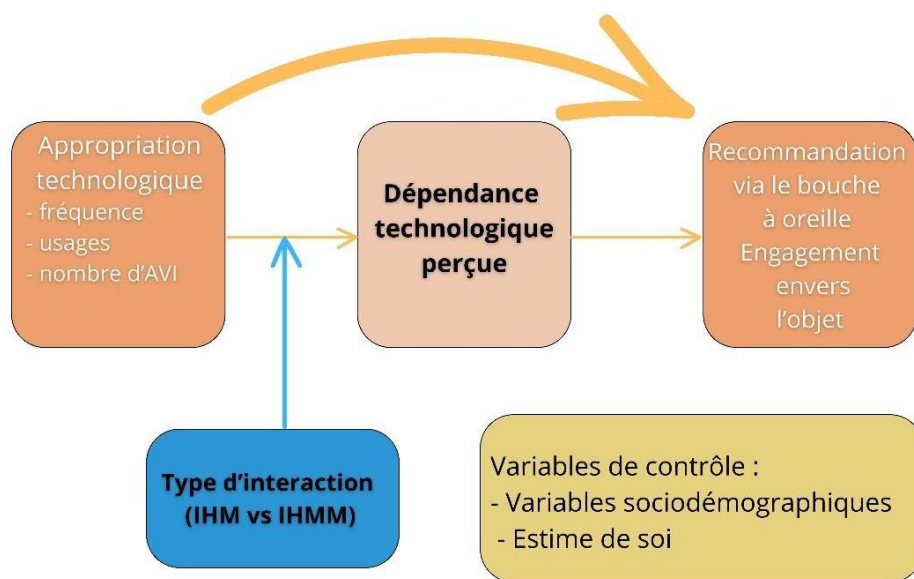 Appropriation
technologique
- fréquence
- usages
- nombre d'AVI
Dépendance
technologique
perçue
Recommandation
via le bouche
à oreille
Engagement
envers
l'objet
Type d'interaction
(IHM vs IHMM)
Variables de contrôle :
- Variables sociodémographiques
- Estime de soi